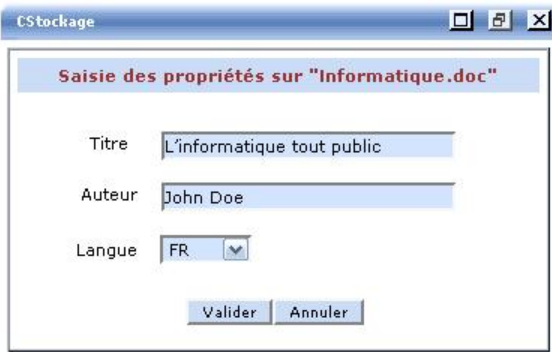 CStockage
Saisie des propriétés sur "Informatique.doc"
Titre L'informatique tout public
Auteur John Doe
Langue FR
Valider Annuler